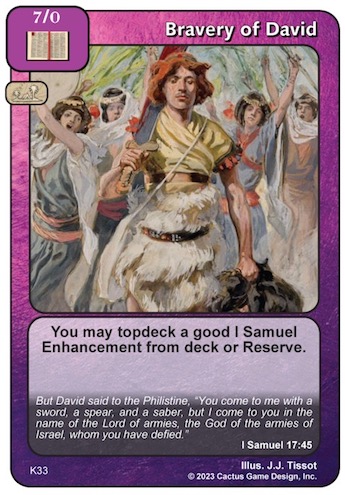 7/0
Bravery of David
You may topdeck a good I Samuel
Enhancement from deck or Reserve.
But David said to the Philistine, “You come to me with a
sword, a spear, and a saber, but I come to you in the
name of the Lord of armies, the God of the armies of
Israel, whom you have defied.”
I Samuel 17:45
Illus. J.J. Tissot
K33
© 2023 Cactus Game Design, Inc.